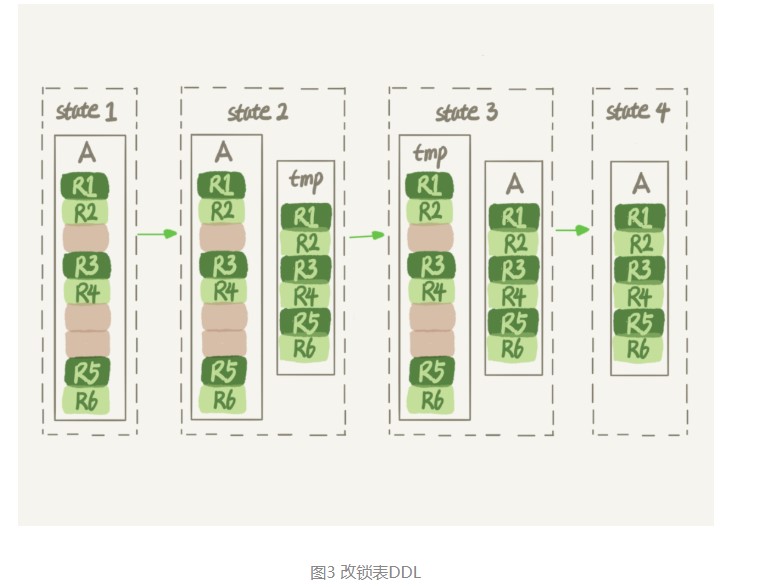 state 1
A
R1
R2
R3
R4
R5
R6
state 2
A
R1
R2
R3
R4
R5
R6
tmp
R1
R2
R3
R4
R5
R6
state 3
tmp
R1
R2
R3
R4
R5
R6
A
R1
R2
R3
R4
R5
R6
state 4
A
R1
R2
R3
R4
R5
R6
图3 改锁表DDL